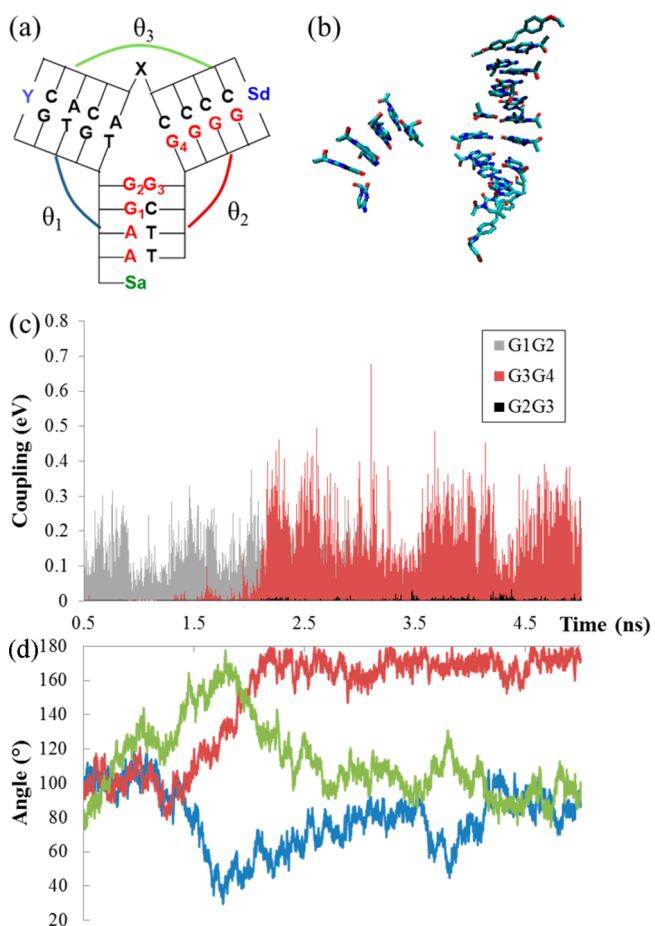 (a)
θ3
X
Y
C A C A
G T G T
C C C C
G4 G G G
Sd
θ1
θ2
G2G3
G1C
A T
A T
Sa
(b)
(c)
0.8
0.7
0.6
0.5
0.4
0.3
0.2
0.1
0
Coupling (eV)
G1G2
G3G4
G2G3
0.5 1.5 2.5 3.5 4.5
Time (ns)
(d)
180
160
140
120
100
80
60
40
20
Angle (°)